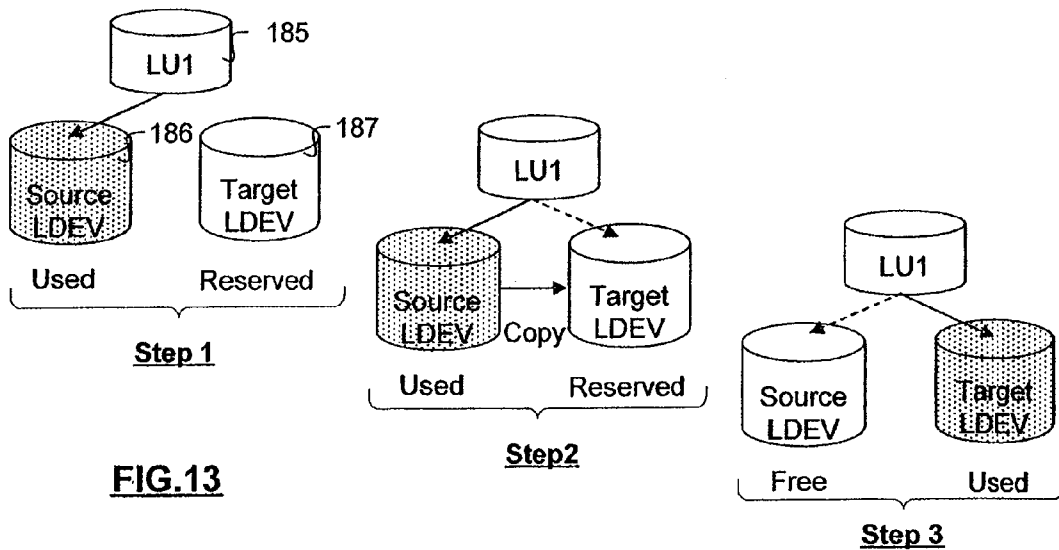 LU1
185
186
187
Source
LDEV
Target
LDEV
Used
Reserved
Step 1
LU1
Source
LDEV
Copy
Target
LDEV
Used
Reserved
Step2
LU1
Source
LDEV
Target
LDEV
Free
Used
Step 3
FIG.13